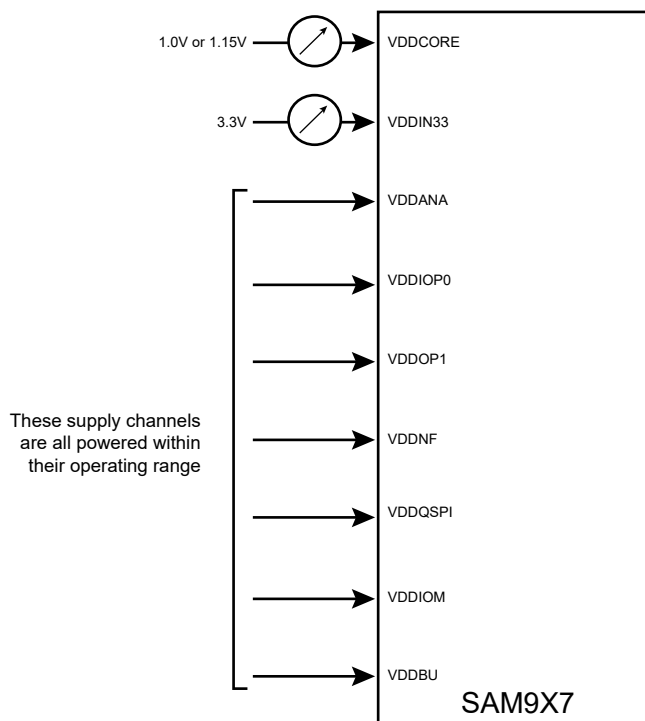 1.0V or 1.15V
VDDCORE
3.3V
VDDIN33
VDDANA
VDDIOP0
VDDOP1
These supply channels
are all powered within
their operating range
VDDNF
VDDQSPI
VDDIOM
VDDBU
SAM9X7